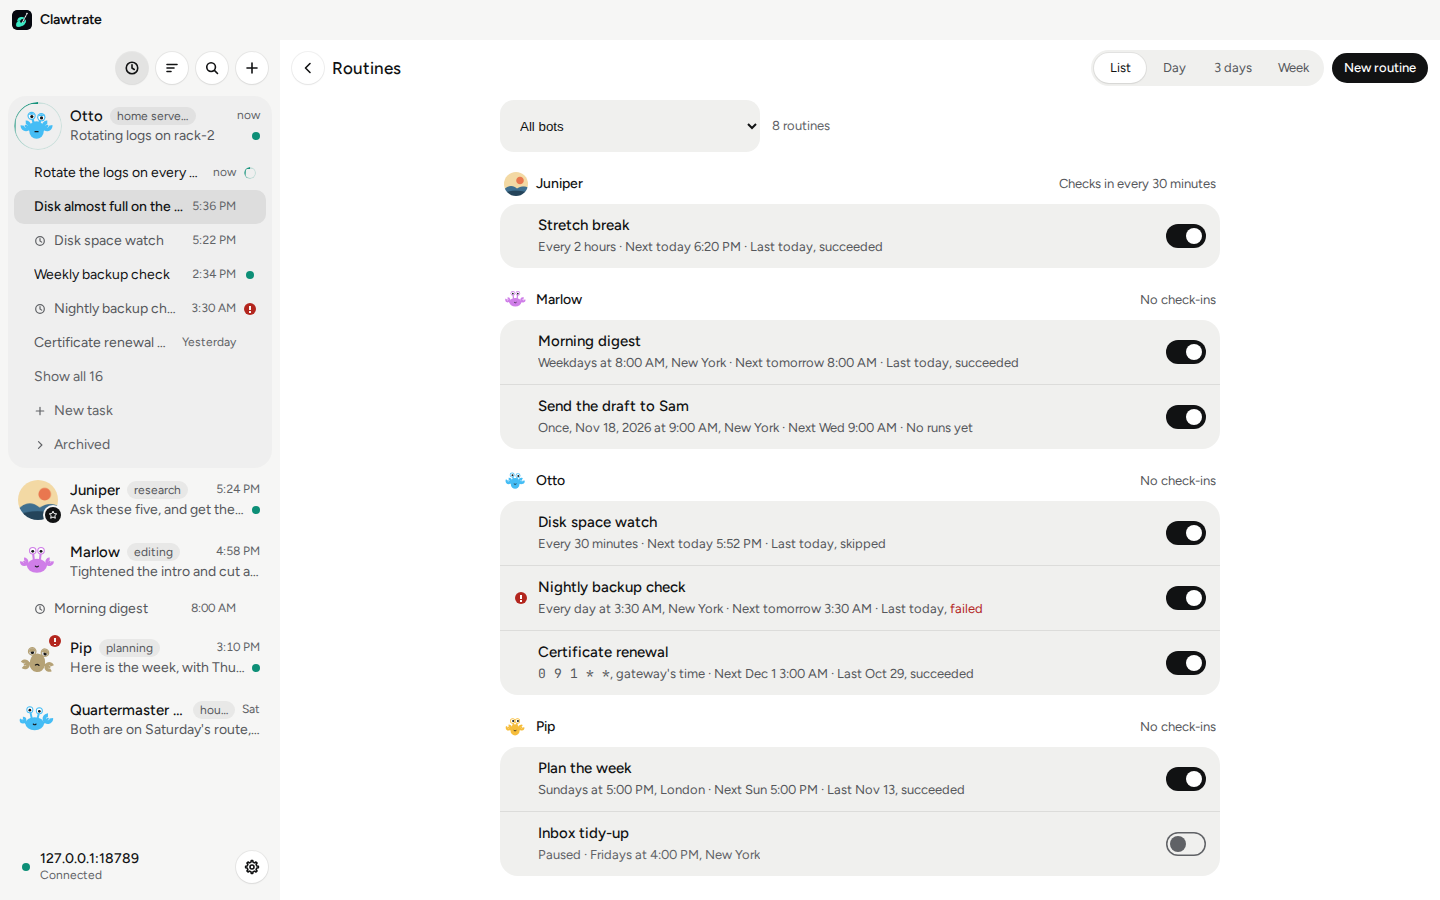 Clawtrate
Otto
home serve...
now
Rotating logs on rack-2
Rotate the logs on every ...
now
Disk almost full on the ...
5:36 PM
Disk space watch
5:22 PM
Weekly backup check
2:34 PM
Nightly backup ch...
3:30 AM
Certificate renewal ...
Yesterday
Show all 16
New task
Archived
Juniper
research
5:24 PM
Ask these five, and get the...
Marlow
editing
4:58 PM
Tightened the intro and cut a...
Morning digest
8:00 AM
Pip
planning
3:10 PM
Here is the week, with Thu...
Quartermaster ...
hou...
Sat
Both are on Saturday's route,...
127.0.0.1:18789
Connected
Routines
List
Day
3 days
Week
New routine
All bots
8 routines
Juniper
Checks in every 30 minutes
Stretch break
Every 2 hours · Next today 6:20 PM · Last today, succeeded
Marlow
No check-ins
Morning digest
Weekdays at 8:00 AM, New York · Next tomorrow 8:00 AM · Last today, succeeded
Send the draft to Sam
Once, Nov 18, 2026 at 9:00 AM, New York · Next Wed 9:00 AM · No runs yet
Otto
No check-ins
Disk space watch
Every 30 minutes · Next today 5:52 PM · Last today, skipped
Nightly backup check
Every day at 3:30 AM, New York · Next tomorrow 3:30 AM · Last today, failed
Certificate renewal
0 9 1 * *, gateway's time · Next Dec 1 3:00 AM · Last Oct 29, succeeded
Pip
No check-ins
Plan the week
Sundays at 5:00 PM, London · Next Sun 5:00 PM · Last Nov 13, succeeded
Inbox tidy-up
Paused · Fridays at 4:00 PM, New York